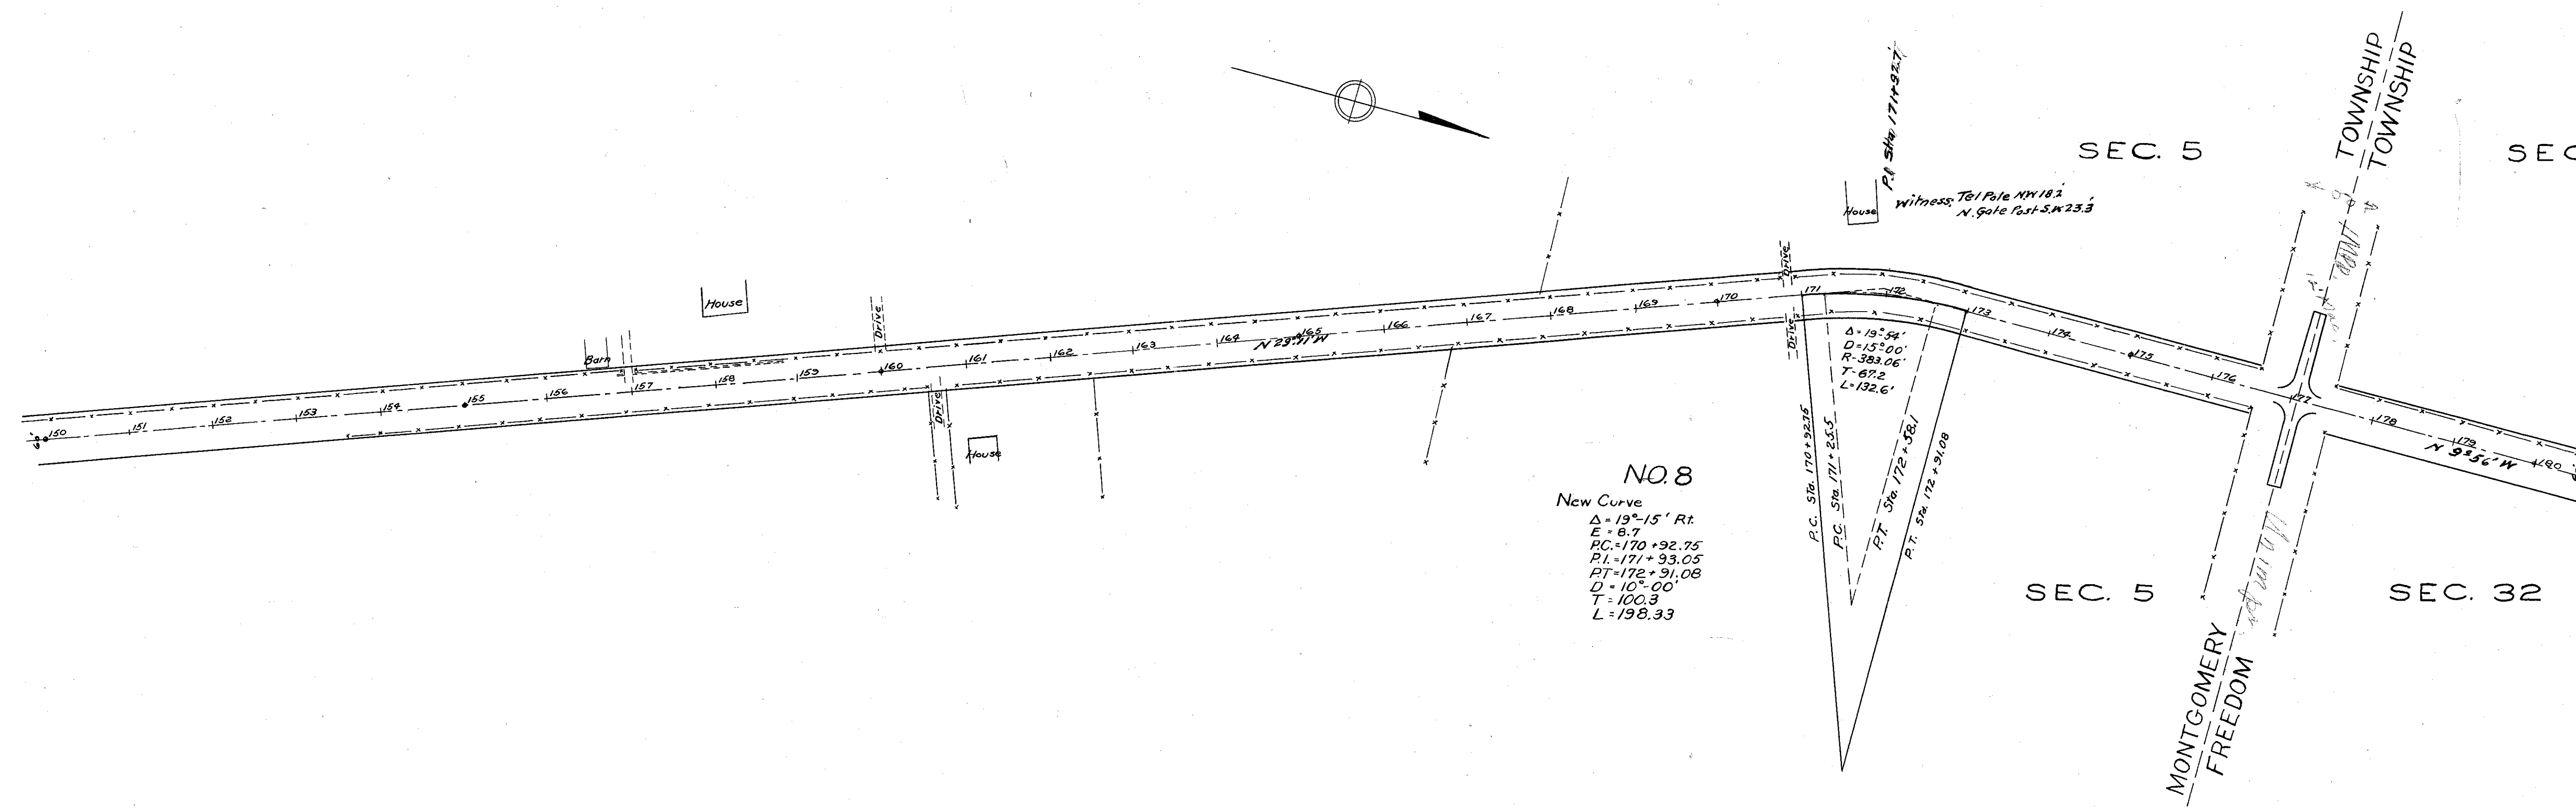 TOWNSHIP
TOWNSHIP
SEC. 5
SEC
P.I. Sta. 171+92.7'
House
Witness: Tel Pole N.W 18.2'
N. Gate Post S.W 23.3'
House
Barn
Drive
Drive
150
151
152
153
154
155
156
157
158
159
160
161
162
163
164
165
166
167
168
169
170
171
172
173
174
175
176
177
178
179
180
N 9°56' W
Drive
Drive
House
Δ = 19°-54'
D = 15°-00'
R - 383.06'
T - 67.2
L = 132.6'
P.C. Sta. 170+92.75
P.C. Sta 171+25.5
P.T. Sta. 172+58.1
P.T. Sta. 172+91.08
NO. 8
New Curve
Δ = 19°-15' Rt.
E = 8.7
P.C. = 170+92.75
P.I. = 171+93.05
P.T = 172+91.08
D = 10°-00'
T = 100.3
L = 198.33
SEC. 5
SEC. 32
MONTGOMERY
FREEDOM